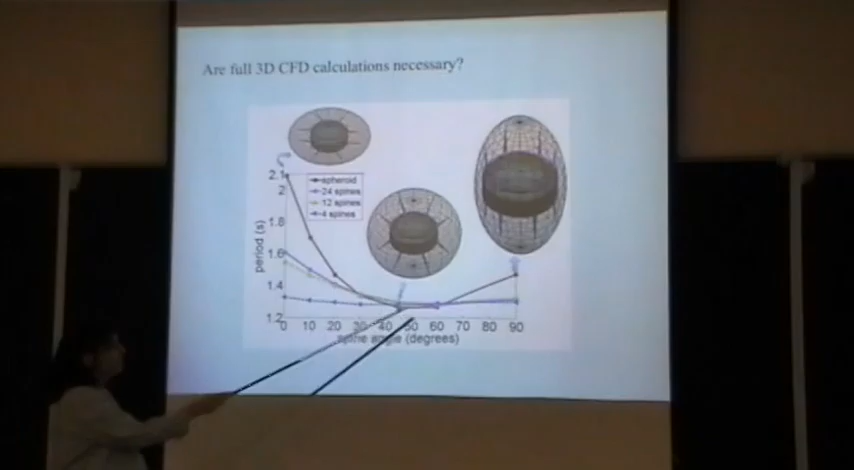 Are full 3D CFD calculations necessary?
2.1
2
1.8
1.6
1.4
1.2
period (s)
spheroid
24 spines
12 spines
4 spines
0 10 20 30 40 50 60 70 80 90
spine angle (degrees)